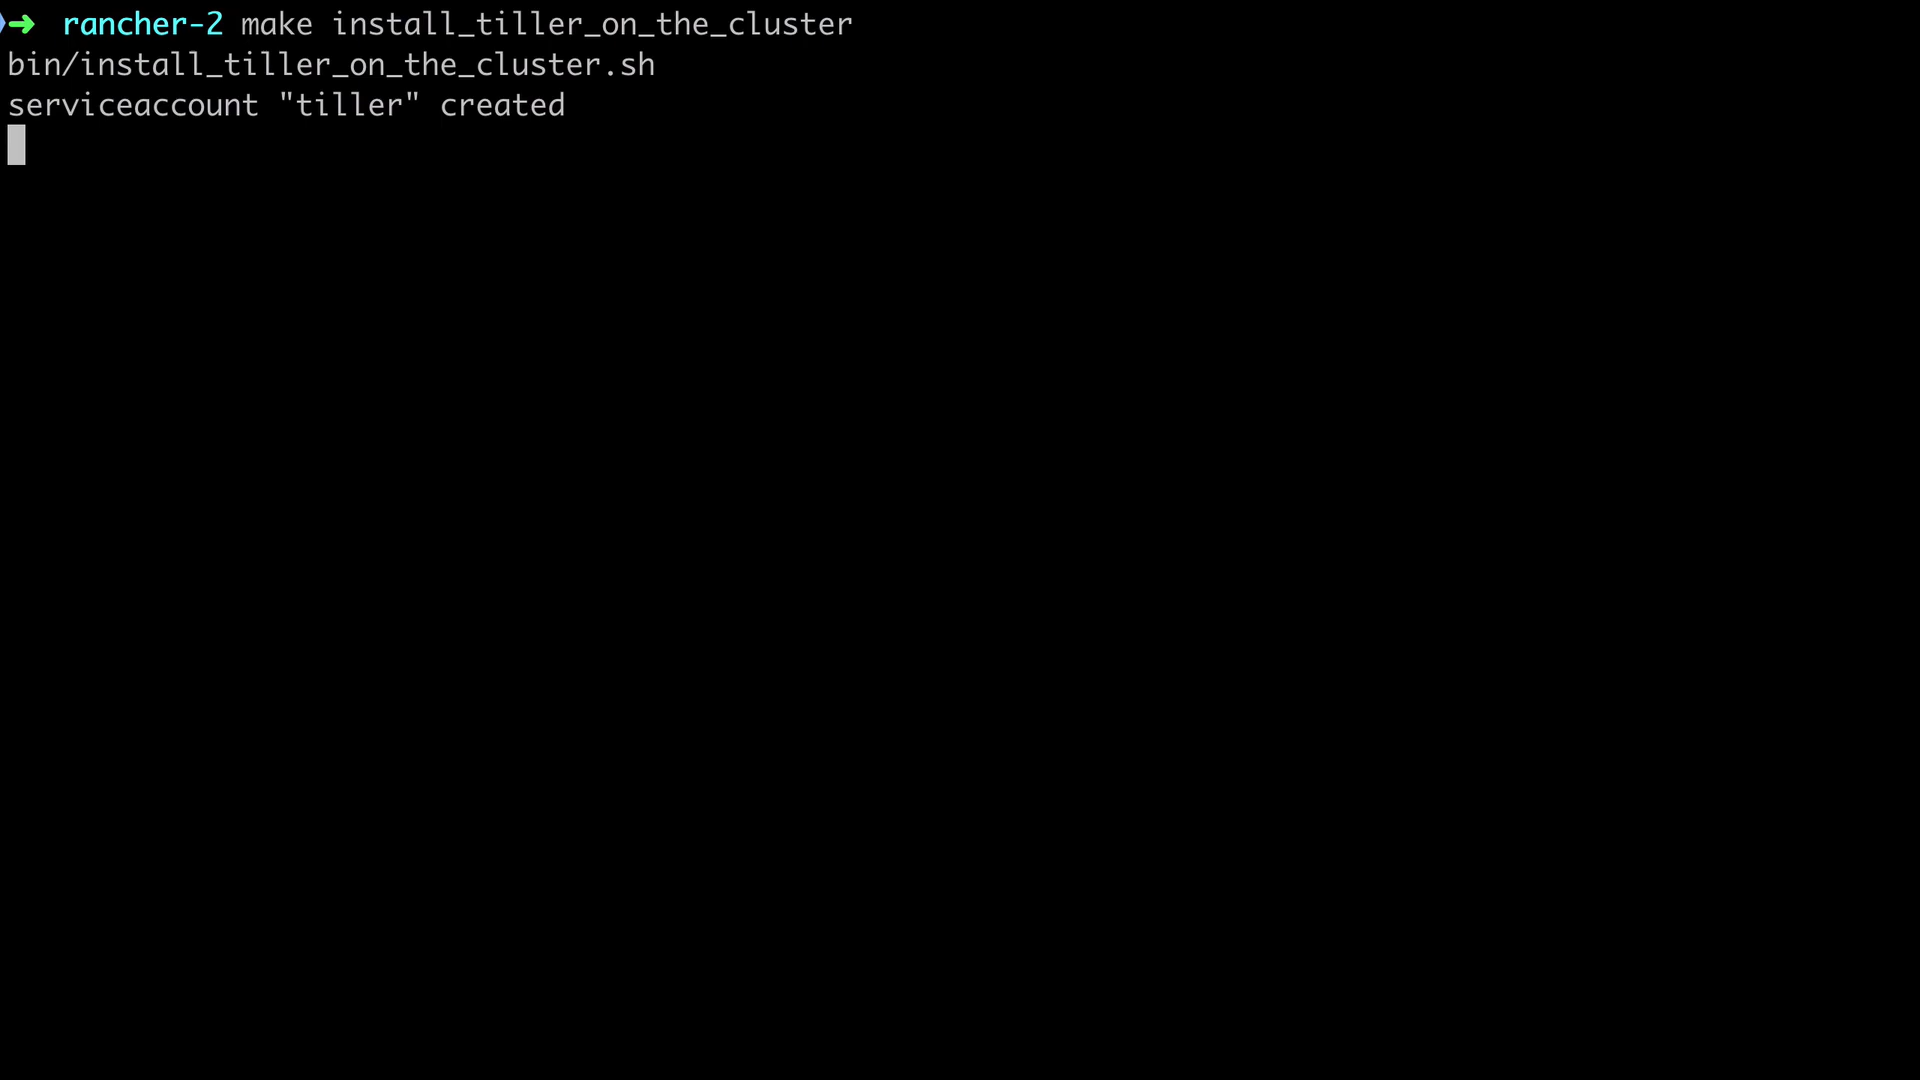 ➜ rancher-2 make install_tiller_on_the_cluster
bin/install_tiller_on_the_cluster.sh
serviceaccount "tiller" created